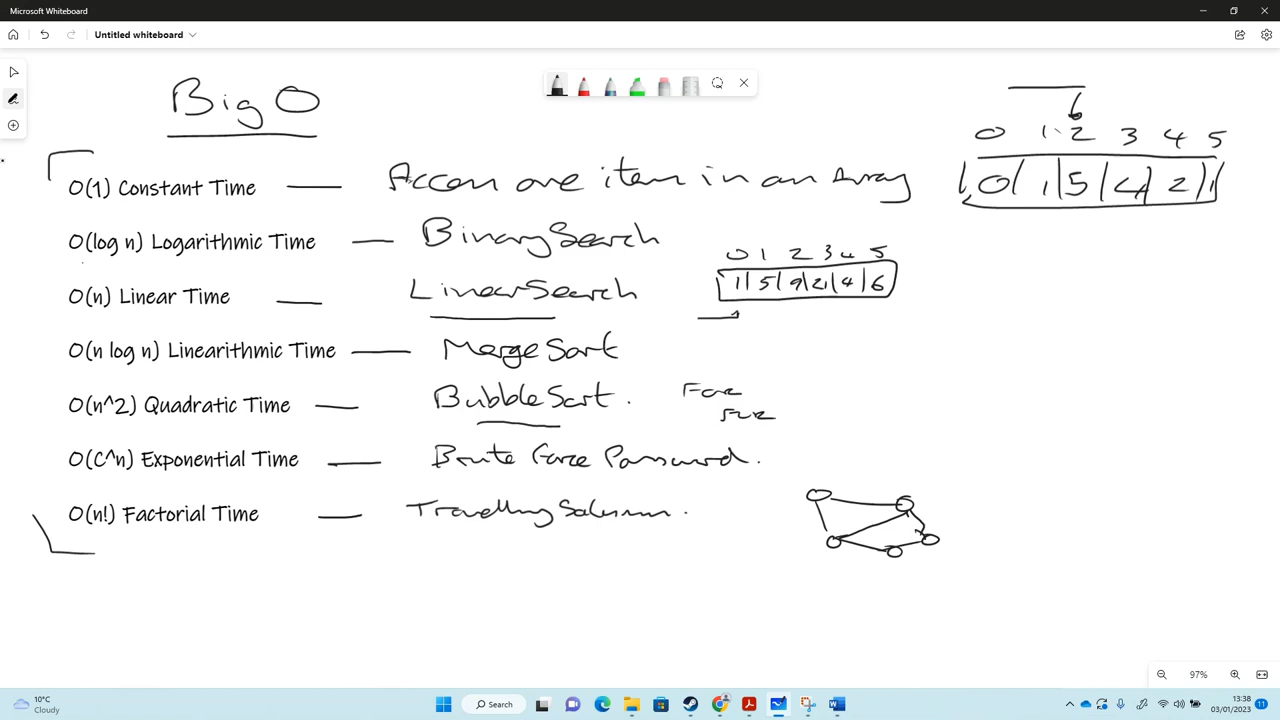 Microsoft Whiteboard
Untitled whiteboard
Big O
6
0 1 2 3 4 5
0 1 5 4 2 1
O(1) Constant Time — Access one item in an Array
O(log n) Logarithmic Time — Binary Search
0 1 2 3 4 5
1 5 9 2 4 6
O(n) Linear Time — Linear Search
O(n log n) Linearithmic Time — Merge Sort
O(n^2) Quadratic Time — Bubble Sort.
For
For
O(C^n) Exponential Time — Brute Force Password.
O(n!) Factorial Time — Travelling Salesman.
97%
10°C
Cloudy
Search
13:38
03/01/2023
11